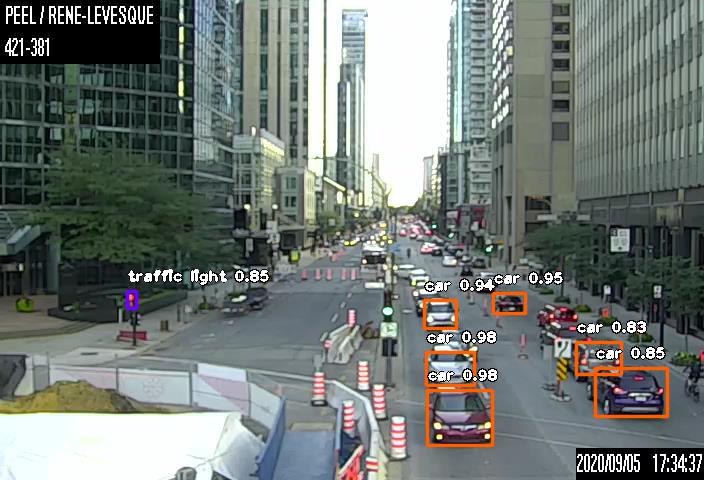 PEEL / RENE-LEVESQUE
421-381
traffic light 0.85
car 0.94
car 0.95
car 0.98
car 0.83
car 0.85
car 0.98
2020/09/05 17:34:37